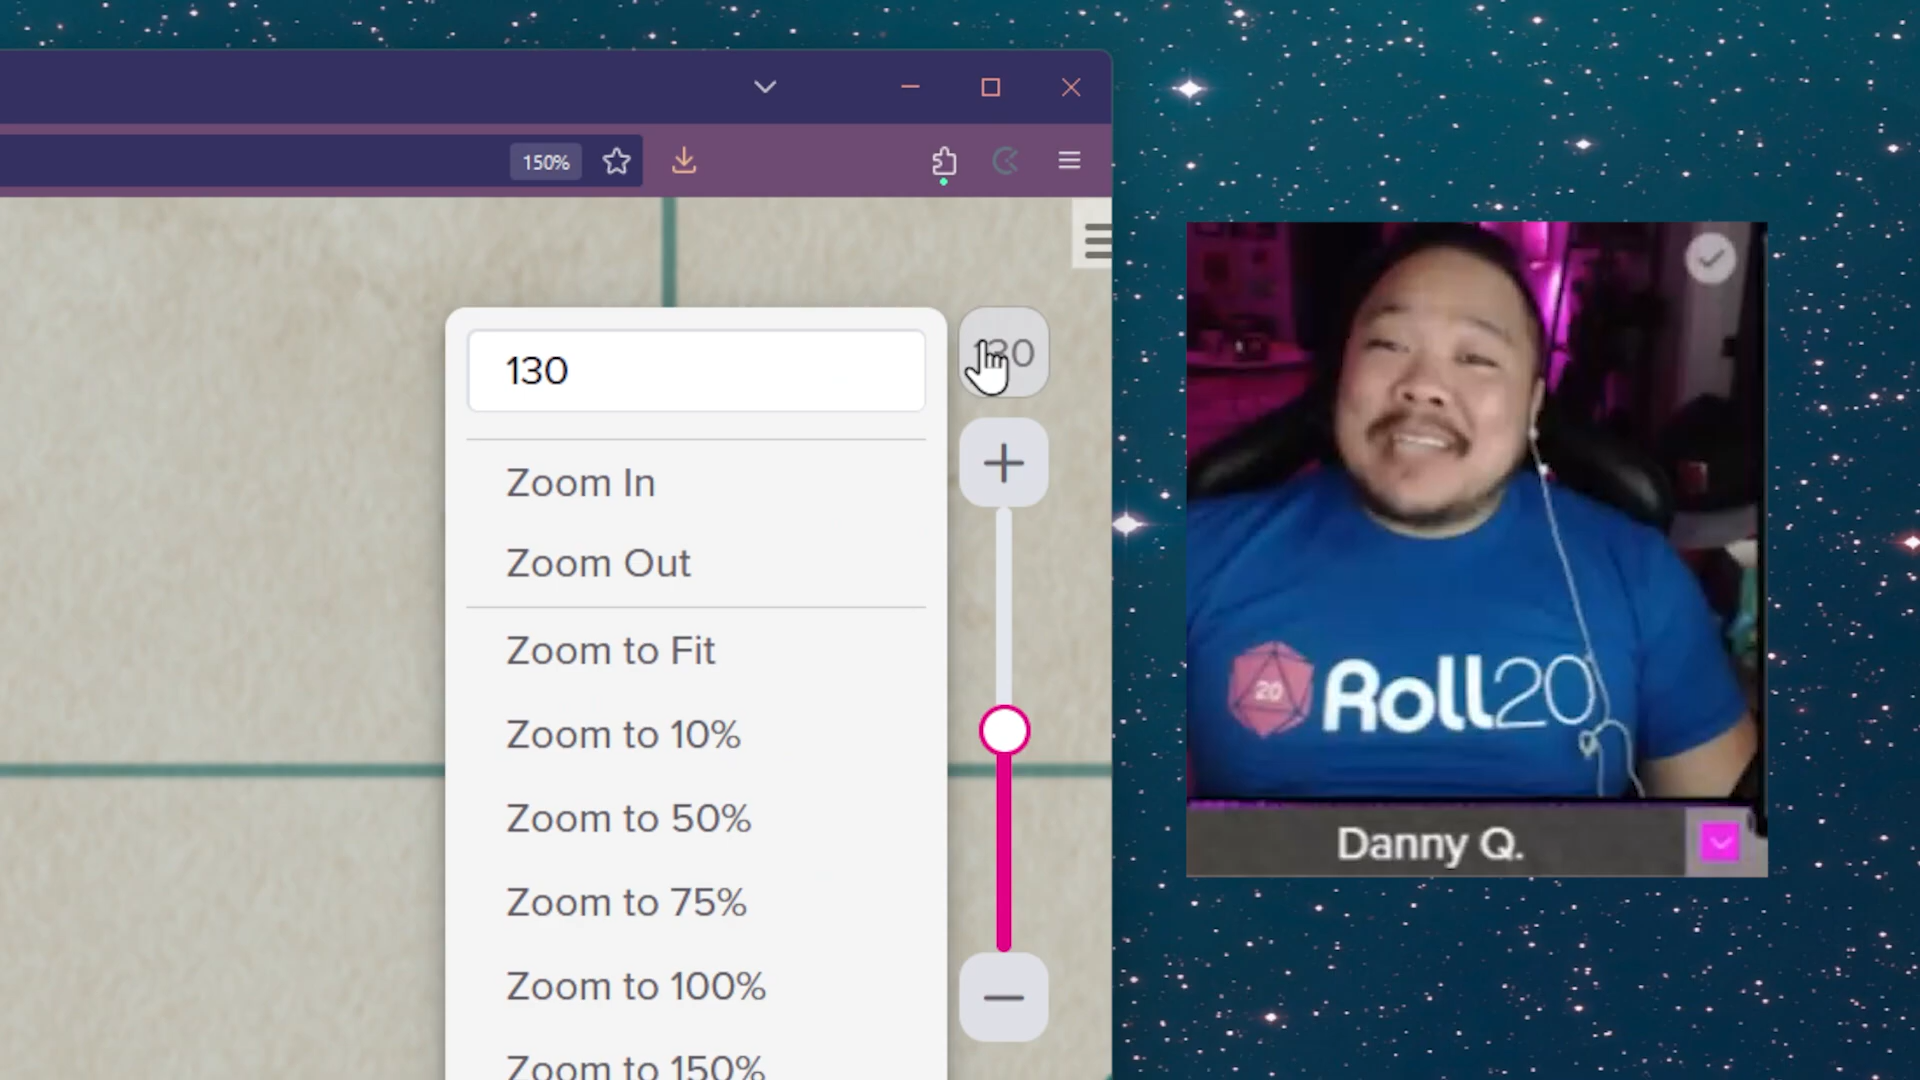 150%
130
130
Zoom In
Zoom Out
Zoom to Fit
Zoom to 10%
Zoom to 50%
Zoom to 75%
Zoom to 100%
Zoom to 150%
20
Roll20
Danny Q.